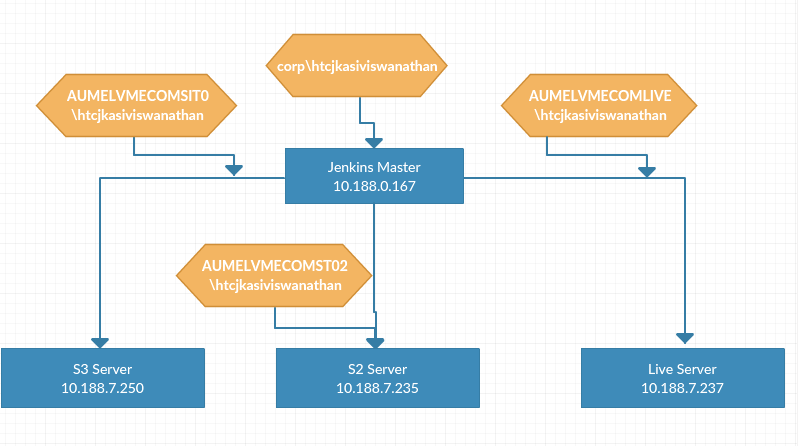 corp\htcjkasiviswanathan
AUMELVMECOMSIT0
\htcjkasiviswanathan
AUMELVMECOMLIVE
\htcjkasiviswanathan
Jenkins Master
10.188.0.167
AUMELVMECOMST02
\htcjkasiviswanathan
S3 Server
10.188.7.250
S2 Server
10.188.7.235
Live Server
10.188.7.237